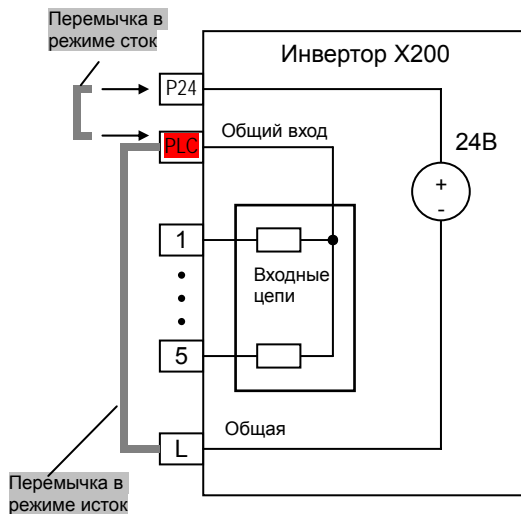 Перемычка в
режиме сток
Инвертор X200
P24
Общий вход
PLC
24В
+
-
1
Входные
цепи
5
Общая
L
Перемычка в
режиме исток